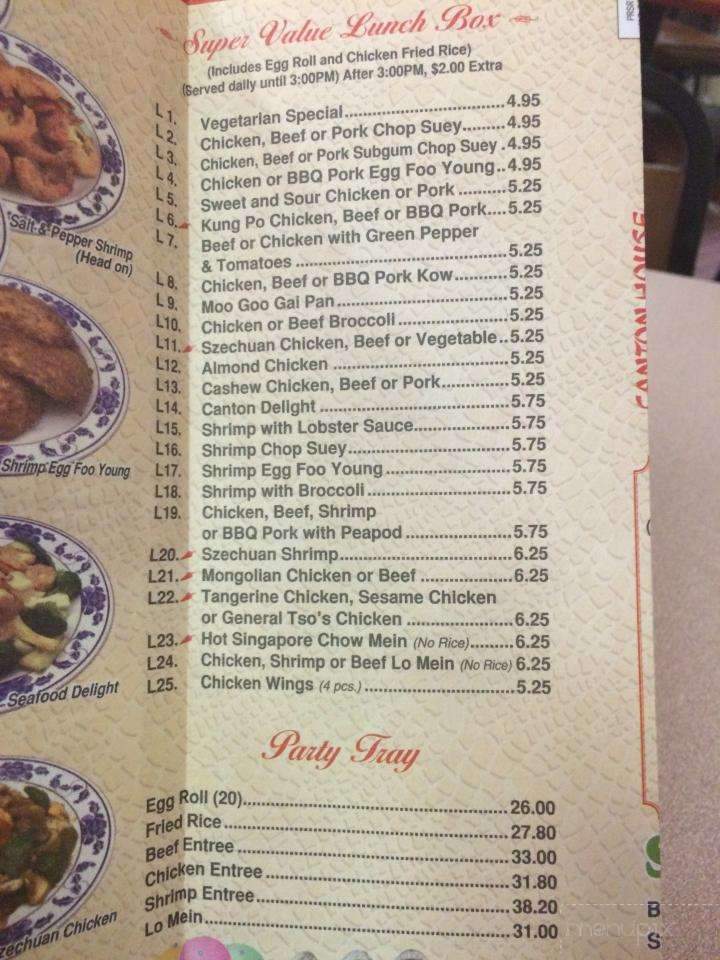 Super Value Lunch Box
(Includes Egg Roll and Chicken Fried Rice)
(Served daily until 3:00PM) After 3:00PM, $2.00 Extra
L 1. Vegetarian Special 4.95
L 2. Chicken, Beef or Pork Chop Suey 4.95
L 3. Chicken, Beef or Pork Subgum Chop Suey 4.95
L 4. Chicken or BBQ Pork Egg Foo Young 4.95
L 5. Sweet and Sour Chicken or Pork 5.25
L 6. Kung Po Chicken, Beef or BBQ Pork 5.25
L 7. Beef or Chicken with Green Pepper
& Tomatoes 5.25
L 8. Chicken, Beef or BBQ Pork Kow 5.25
L 9. Moo Goo Gai Pan 5.25
L10. Chicken or Beef Broccoli 5.25
L11. Szechuan Chicken, Beef or Vegetable 5.25
L12. Almond Chicken 5.25
L13. Cashew Chicken, Beef or Pork 5.25
L14. Canton Delight 5.75
L15. Shrimp with Lobster Sauce 5.75
L16. Shrimp Chop Suey 5.75
L17. Shrimp Egg Foo Young 5.75
L18. Shrimp with Broccoli 5.75
L19. Chicken, Beef, Shrimp
or BBQ Pork with Peapod 5.75
L20. Szechuan Shrimp 6.25
L21. Mongolian Chicken or Beef 6.25
L22. Tangerine Chicken, Sesame Chicken
or General Tso's Chicken 6.25
L23. Hot Singapore Chow Mein (No Rice) 6.25
L24. Chicken, Shrimp or Beef Lo Mein (No Rice) 6.25
L25. Chicken Wings (4 pcs.) 5.25
Party Tray
Egg Roll (20) 26.00
Fried Rice 27.80
Beef Entree 33.00
Chicken Entree 31.80
Shrimp Entree 38.20
Lo Mein 31.00
Salt & Pepper Shrimp
(Head on)
Shrimp Egg Foo Young
Seafood Delight
zechuan Chicken
CANTON HOUSE
PRSR
B
S
menupix